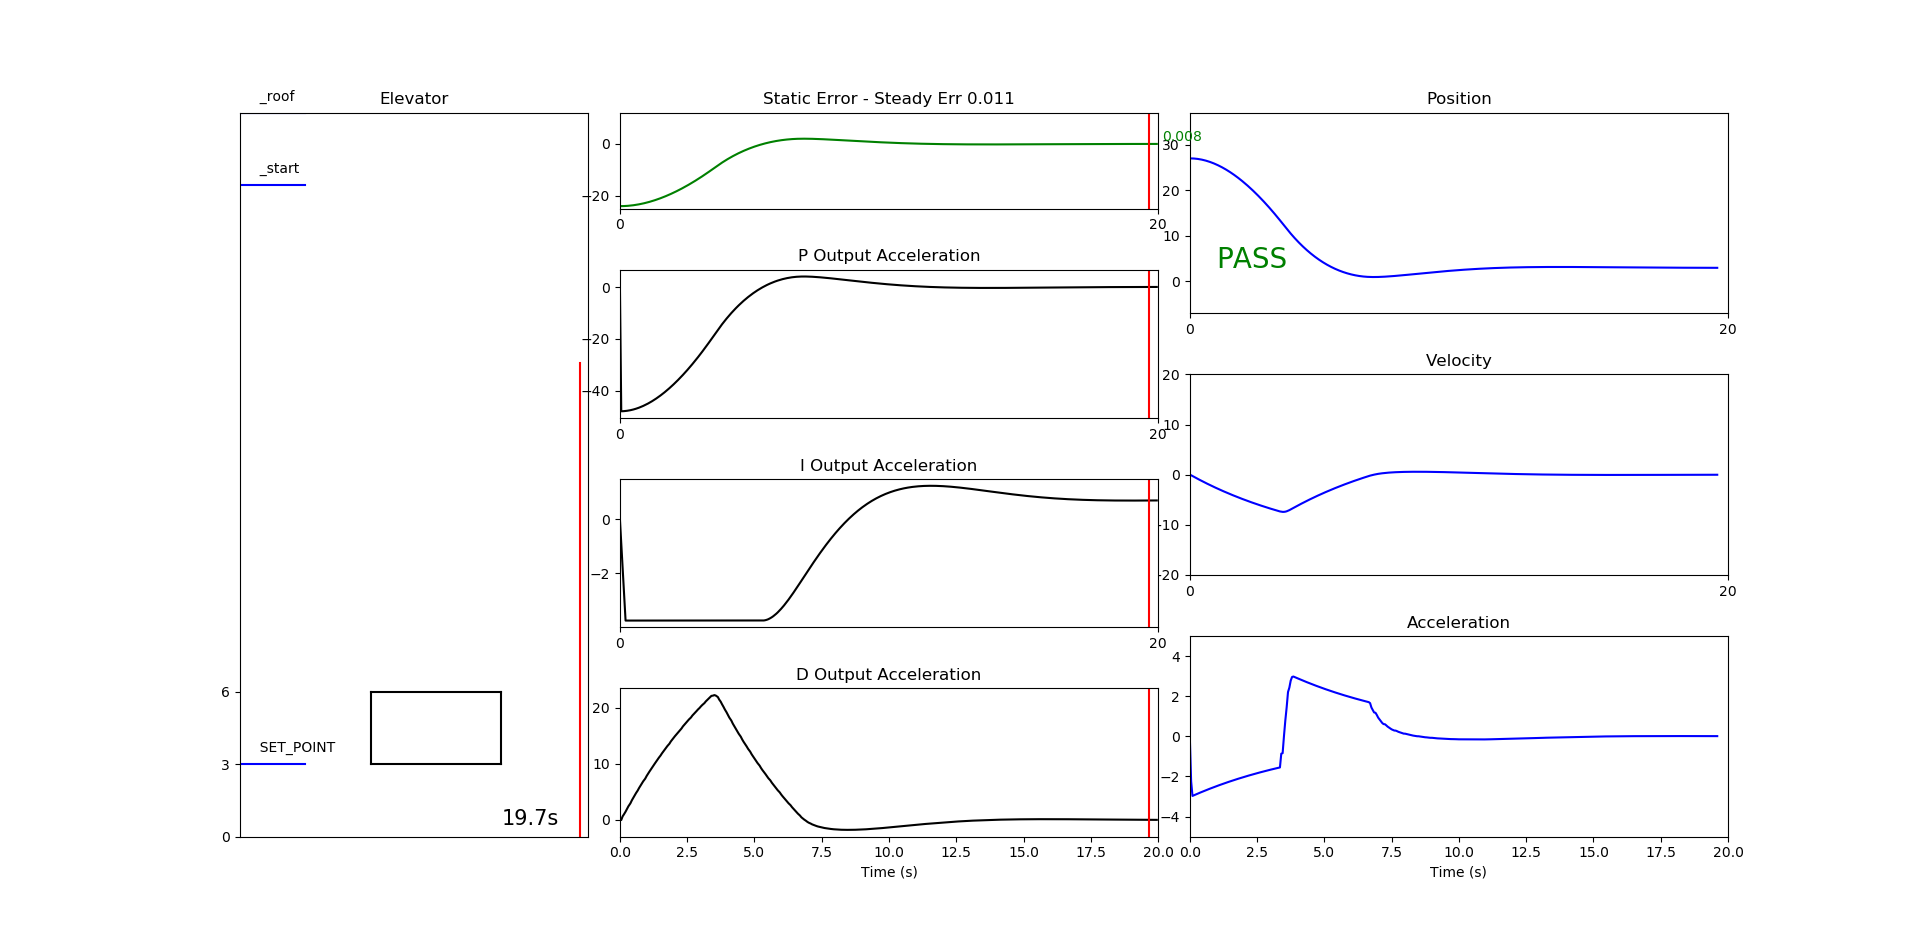 Elevator
_roof
_start
SET_POINT
6
3
0
19.7s
Static Error - Steady Err 0.011
0
−20
0
20
0.008
P Output Acceleration
0
−20
−40
0
20
I Output Acceleration
0
−2
0
20
D Output Acceleration
20
10
0
0.0 2.5 5.0 7.5 10.0 12.5 15.0 17.5 20.0
Time (s)
Position
30
20
10
0
PASS
0
20
Velocity
20
10
0
-10
-20
0
20
Acceleration
4
2
0
−2
−4
0.0 2.5 5.0 7.5 10.0 12.5 15.0 17.5 20.0
Time (s)